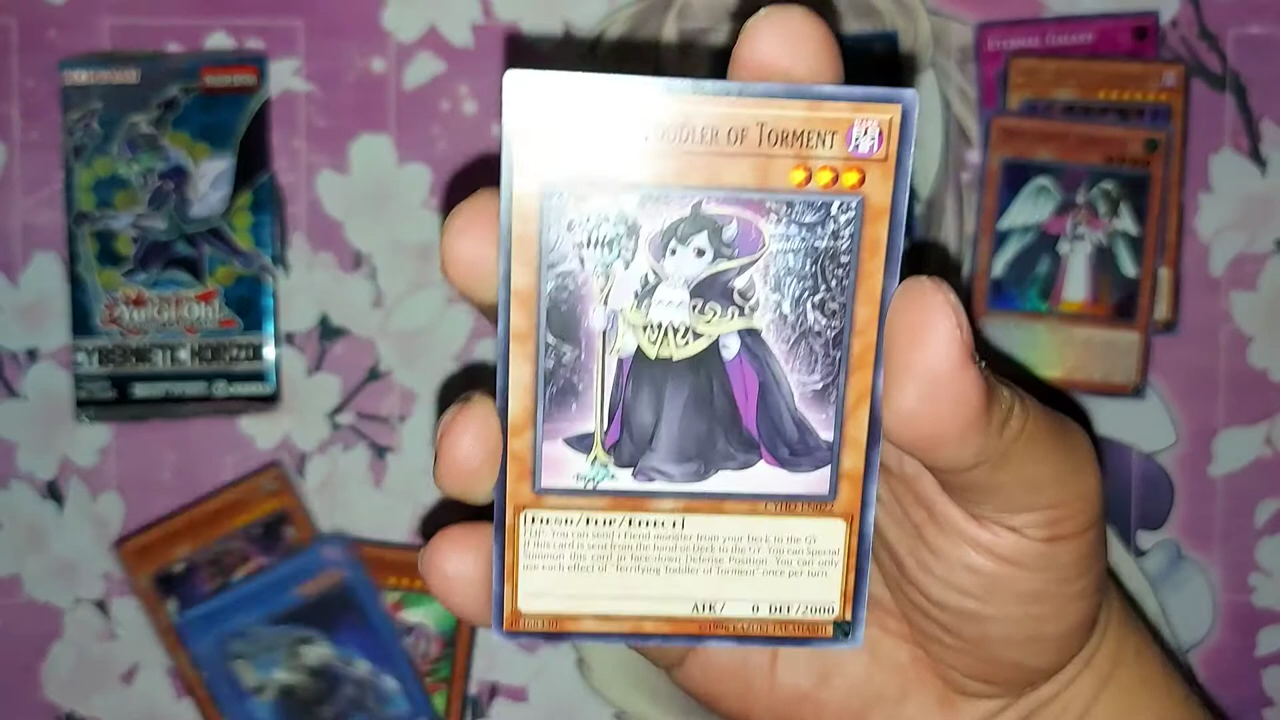 ETERNAL GALAXY
TODDLER OF TORMENT
Yu-Gi-Oh!
CYBERNETIC HORIZON
CYHO-EN022
[FIEND/FLIP/EFFECT]
FLIP: You can send 1 Fiend monster from your Deck to the GY.
If this card is sent from the hand or Deck to the GY: You can Special
Summon this card in face-down Defense Position. You can only
use each effect of "Terrifying Toddler of Torment" once per turn.
ATK/ 0 DEF/2000
©1996 KAZUKI TAKAHASHI